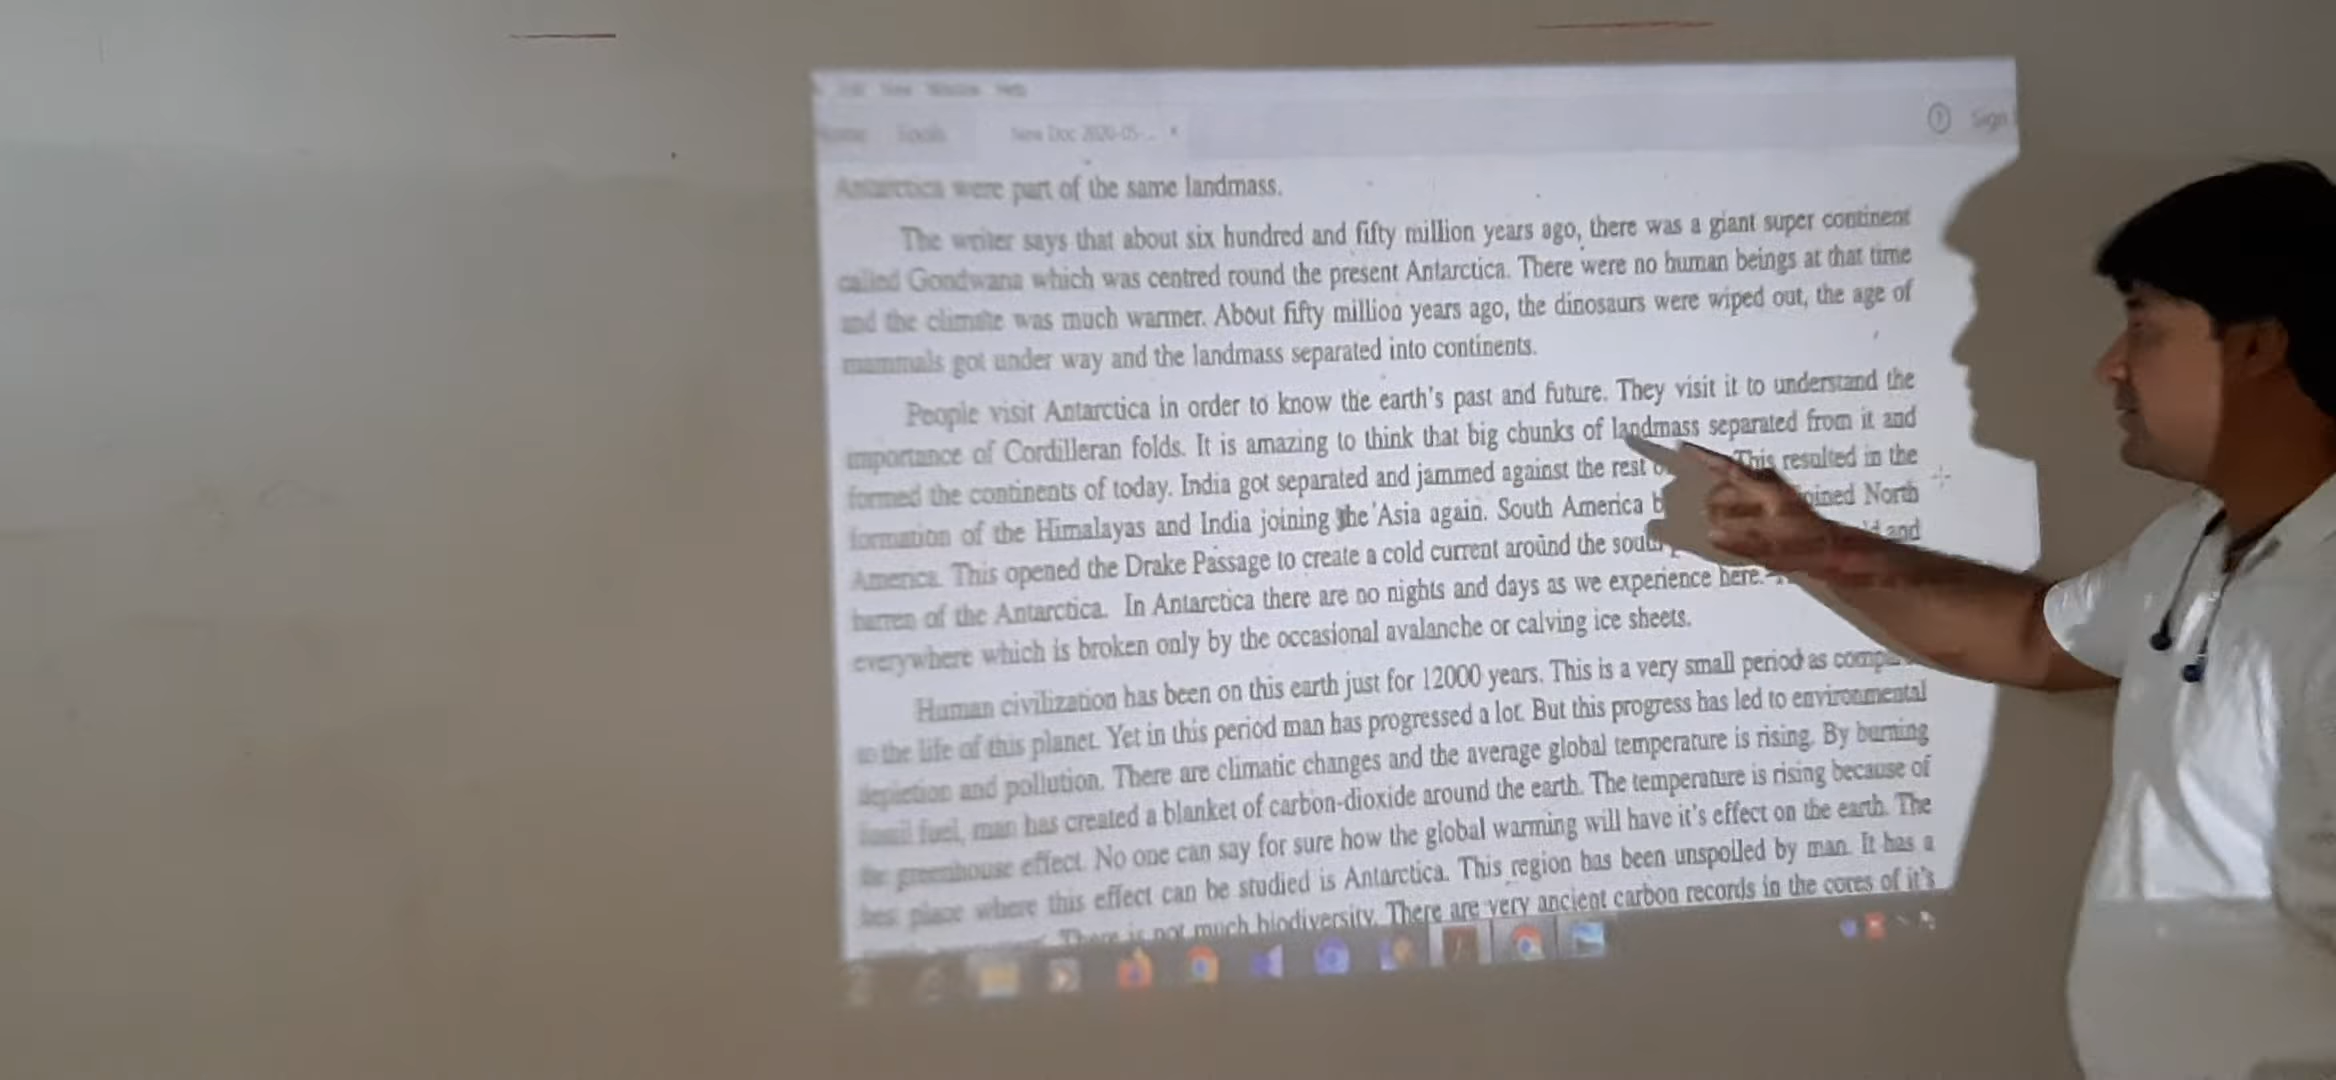 View Window Help
Home Tools New Doc 2020-05-... ×
? Sign
Antarctica were part of the same landmass.
The writer says that about six hundred and fifty million years ago, there was a giant super continent
called Gondwana which was centred round the present Antarctica. There were no human beings at that time
and the climate was much warmer. About fifty million years ago, the dinosaurs were wiped out, the age of
mammals got under way and the landmass separated into continents.
People visit Antarctica in order to know the earth's past and future. They visit it to understand the
importance of Cordilleran folds. It is amazing to think that big chunks of landmass separated from it and
formed the continents of today. India got separated and jammed against the rest This resulted in the
formation of the Himalayas and India joining the Asia again. South America joined North
America. This opened the Drake Passage to create a cold current around the south and
barren of the Antarctica. In Antarctica there are no nights and days as we experience here.
everywhere which is broken only by the occasional avalanche or calving ice sheets.
Human civilization has been on this earth just for 12000 years. This is a very small period as
to the life of this planet. Yet in this period man has progressed a lot. But this progress has led to environmental
depletion and pollution. There are climatic changes and the average global temperature is rising. By burning
fossil fuel, man has created a blanket of carbon-dioxide around the earth. The temperature is rising because of
the greenhouse effect. No one can say for sure how the global warming will have it's effect on the earth. The
best place where this effect can be studied is Antarctica. This region has been unspoiled by man. It has a
There is not much biodiversity. There are very ancient carbon records in the cores of it's